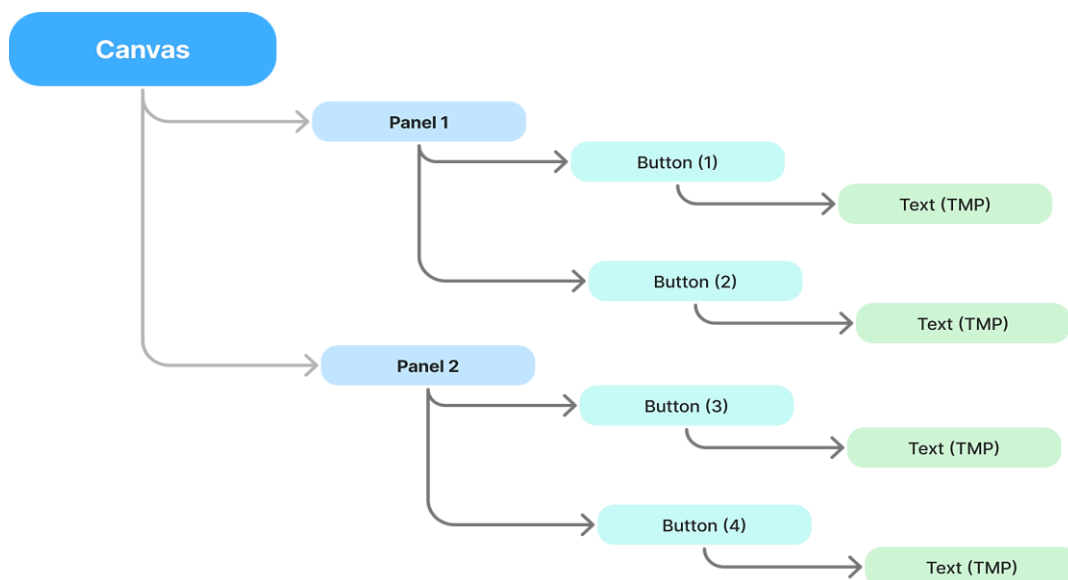 Canvas
Panel 1
Button (1)
Text (TMP)
Button (2)
Text (TMP)
Panel 2
Button (3)
Text (TMP)
Button (4)
Text (TMP)